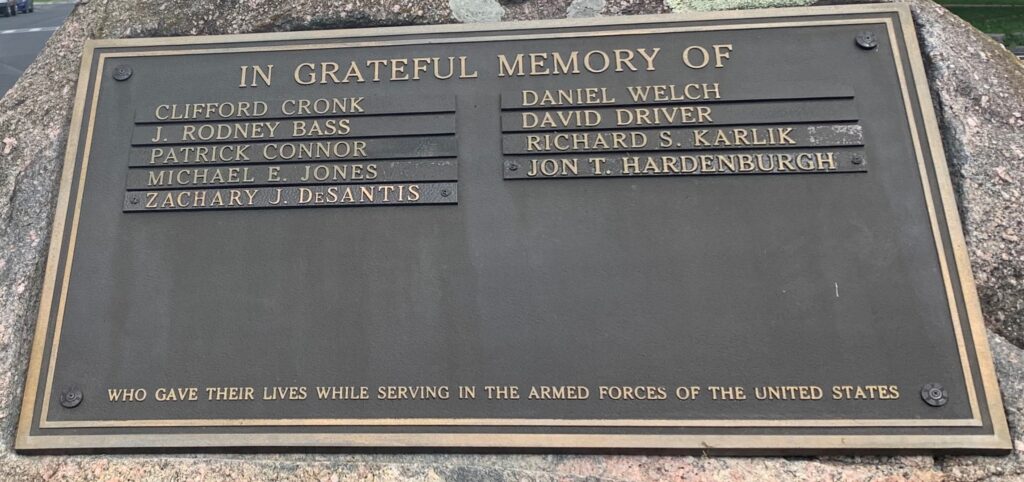 IN GRATEFUL MEMORY OF
CLIFFORD CRONK
J. RODNEY BASS
PATRICK CONNOR
MICHAEL E. JONES
ZACHARY J. DeSANTIS
DANIEL WELCH
DAVID DRIVER
RICHARD S. KARLIK
JON T. HARDENBURGH
WHO GAVE THEIR LIVES WHILE SERVING IN THE ARMED FORCES OF THE UNITED STATES